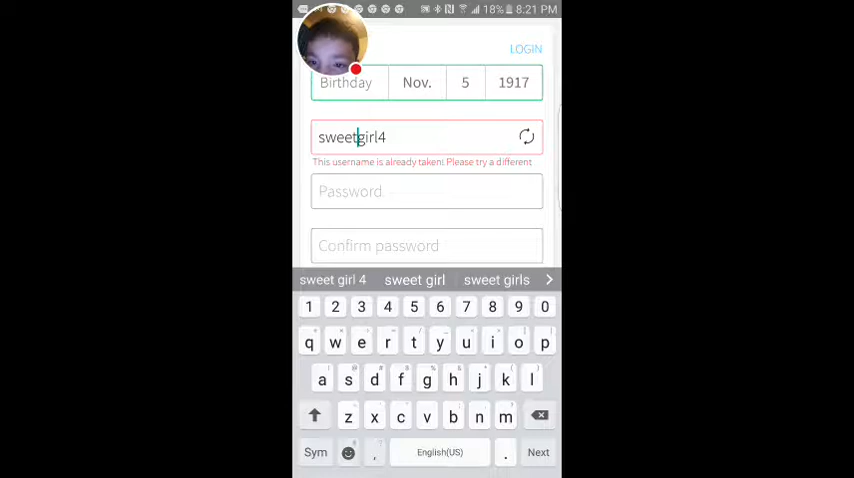 18% 8:21 PM
LOGIN
Birthday Nov. 5 1917
sweetgirl4
This username is already taken! Please try a different
Password
Confirm password
sweet girl 4 sweet girl sweet girls
1 2 3 4 5 6 7 8 9 0
q w e r t y u i o p
a s d f g h j k l
z x c v b n m
Sym , English(US) . Next